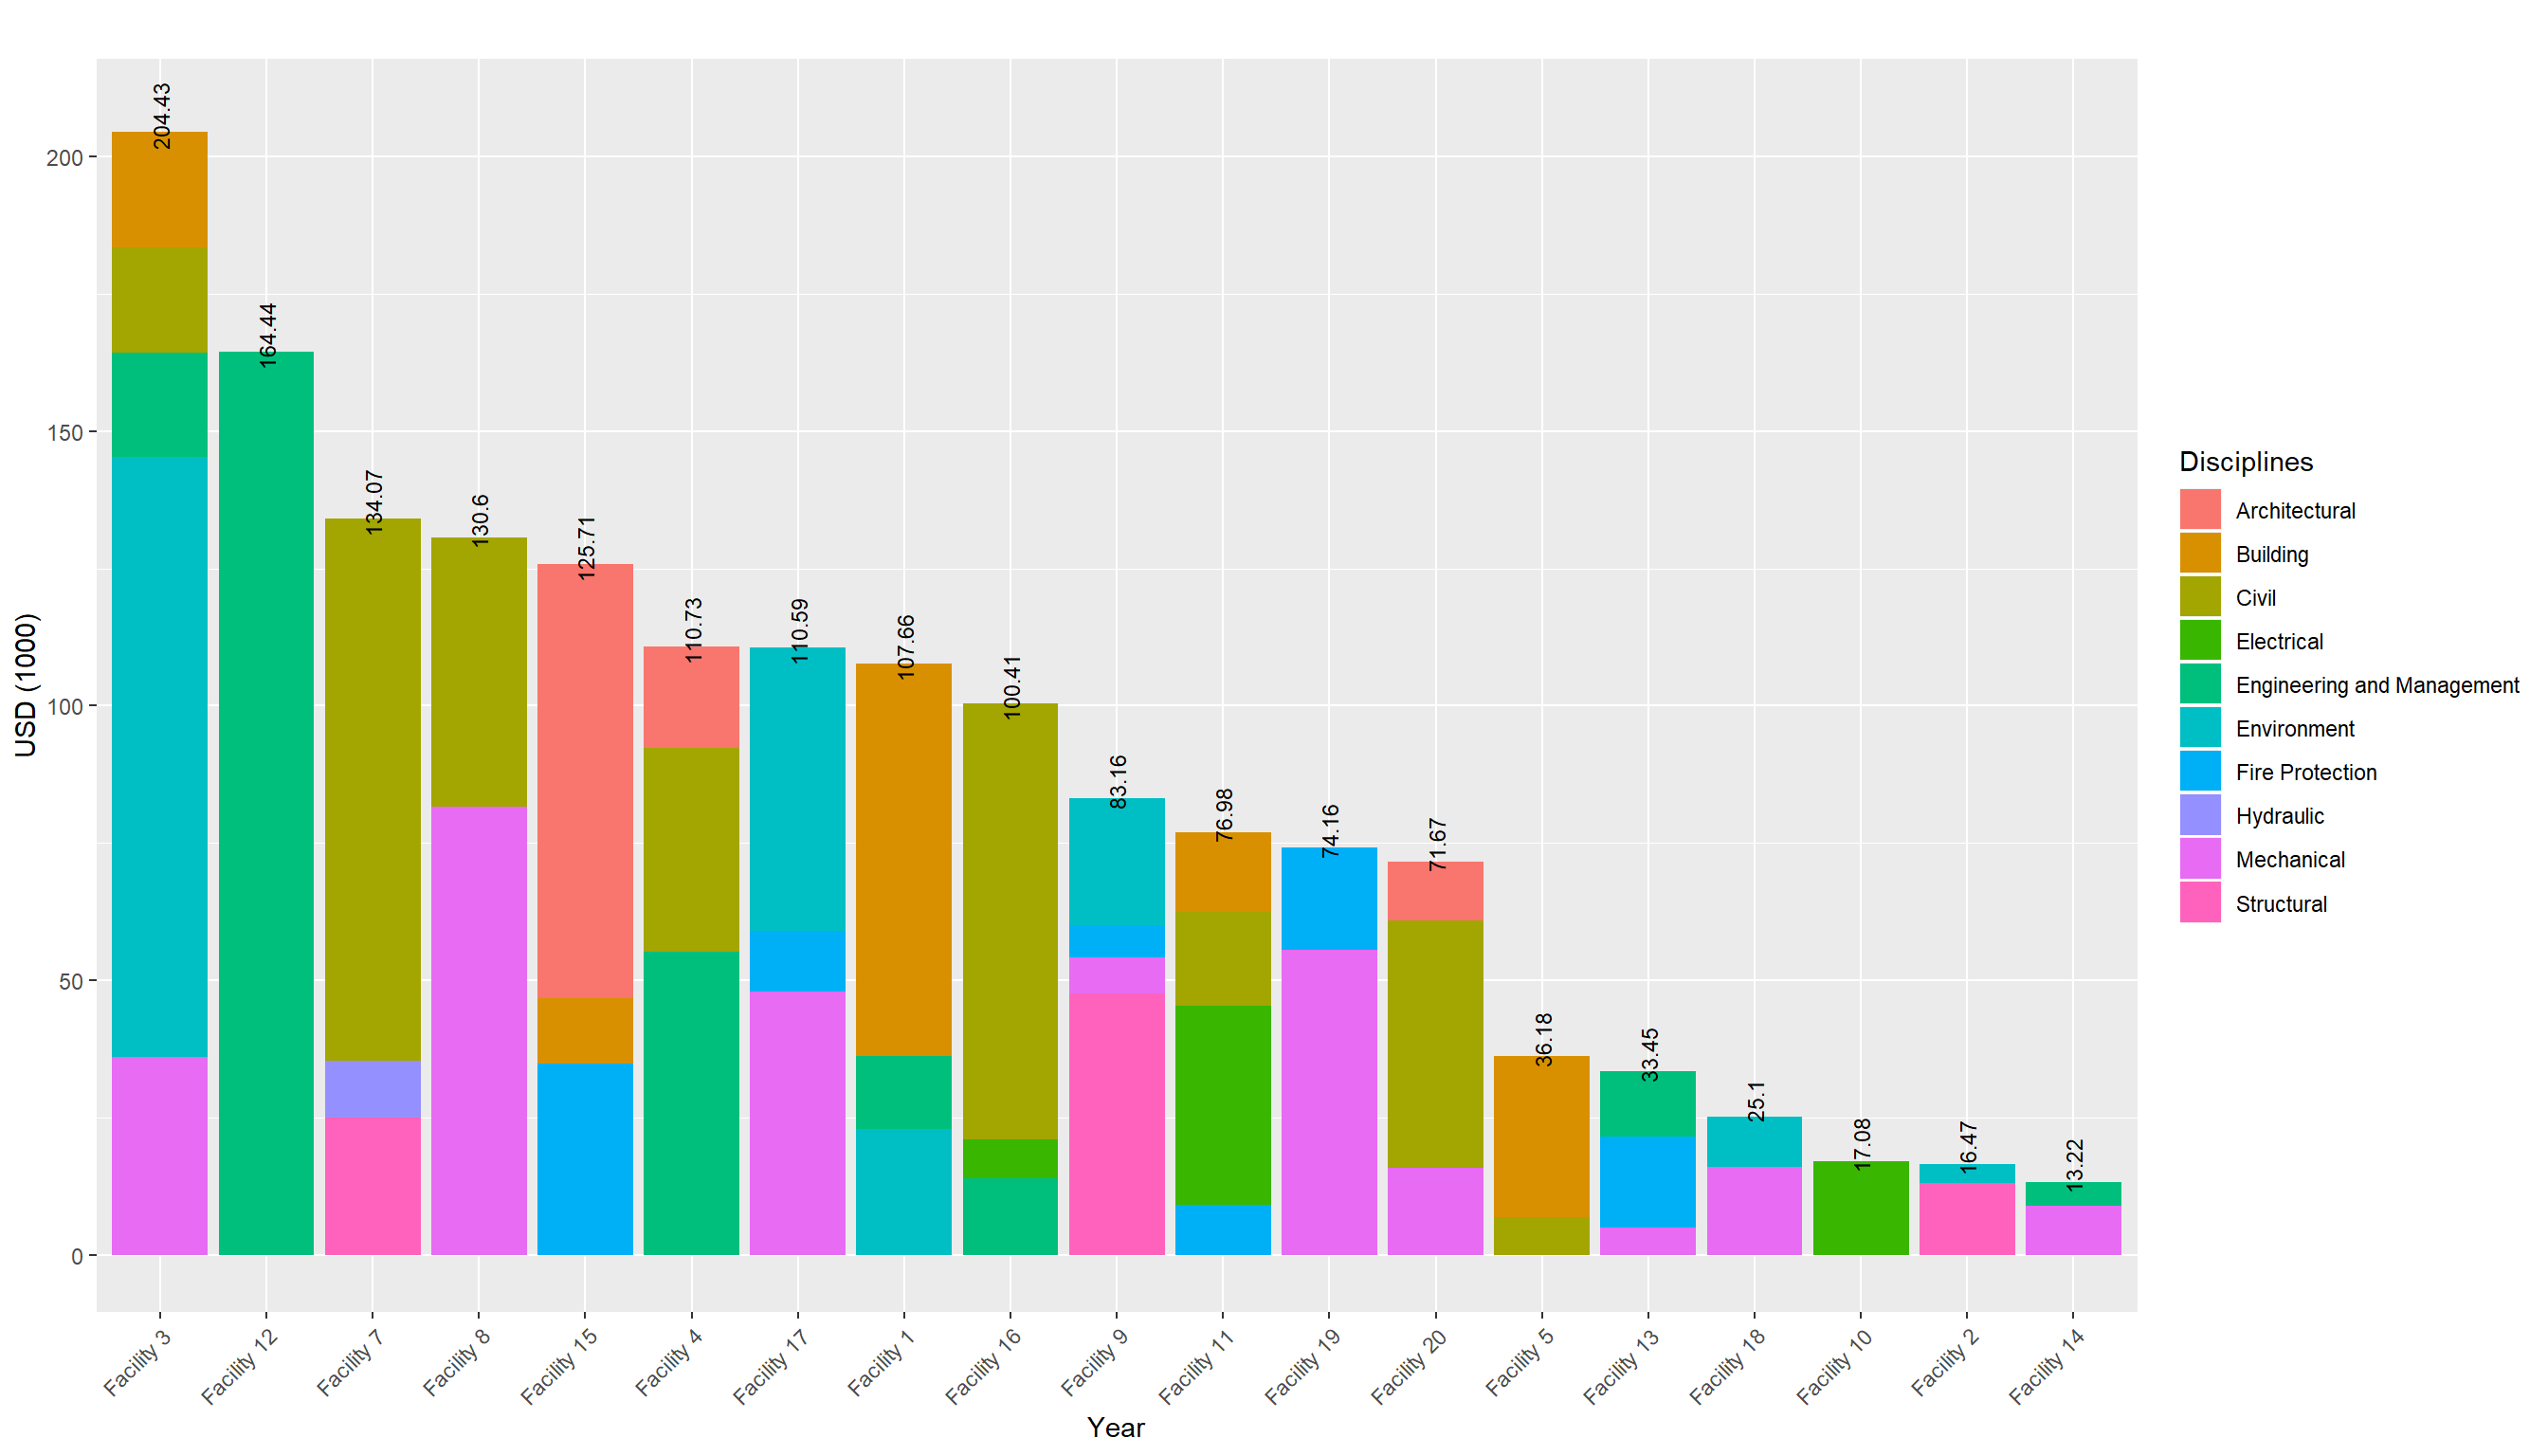 204.43
164.44
134.07
130.6
125.71
110.73
110.59
107.66
100.41
83.16
76.98
74.16
71.67
36.18
33.45
25.1
17.08
16.47
13.22
200
150
100
50
0
USD (1000)
Facility 3
Facility 12
Facility 7
Facility 8
Facility 15
Facility 4
Facility 17
Facility 1
Facility 16
Facility 9
Facility 11
Facility 19
Facility 20
Facility 5
Facility 13
Facility 18
Facility 10
Facility 2
Facility 14
Year
Disciplines
Architectural
Building
Civil
Electrical
Engineering and Management
Environment
Fire Protection
Hydraulic
Mechanical
Structural